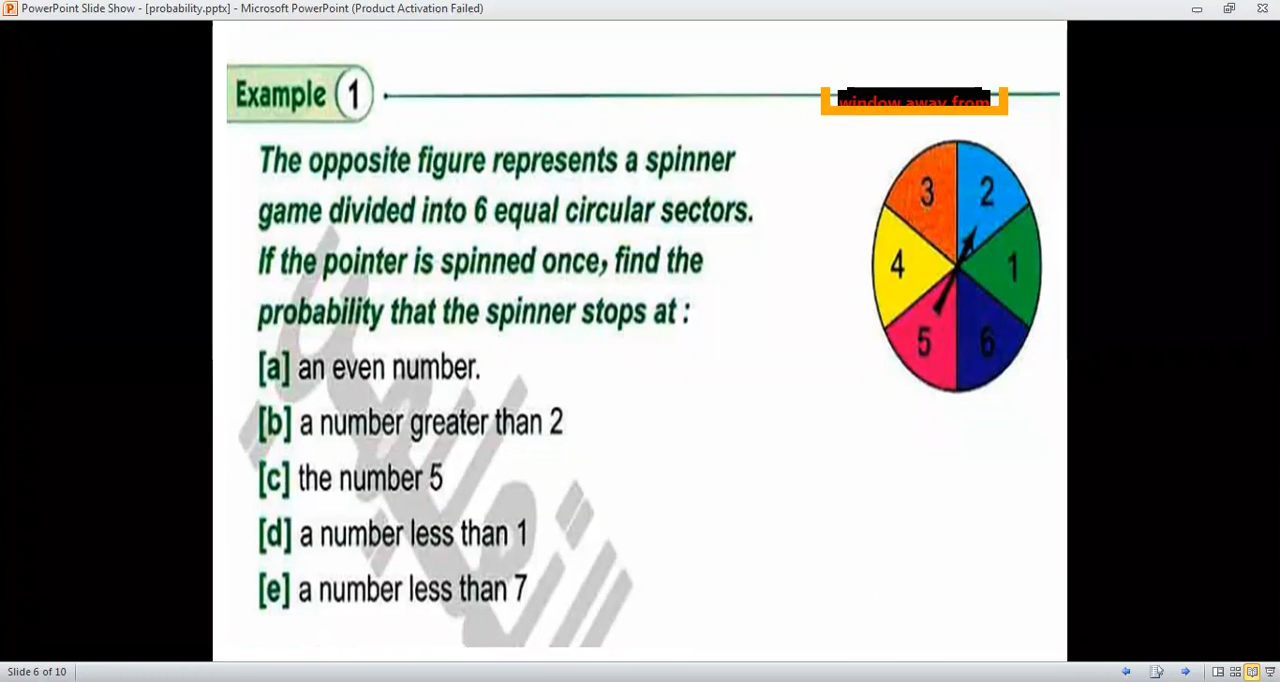 PowerPoint Slide Show - [probability.pptx] - Microsoft PowerPoint (Product Activation Failed)
Example 1
window away from
The opposite figure represents a spinner
game divided into 6 equal circular sectors.
If the pointer is spinned once, find the
probability that the spinner stops at :
[a] an even number.
[b] a number greater than 2
[c] the number 5
[d] a number less than 1
[e] a number less than 7
3 2
4 1
5 6
Slide 6 of 10